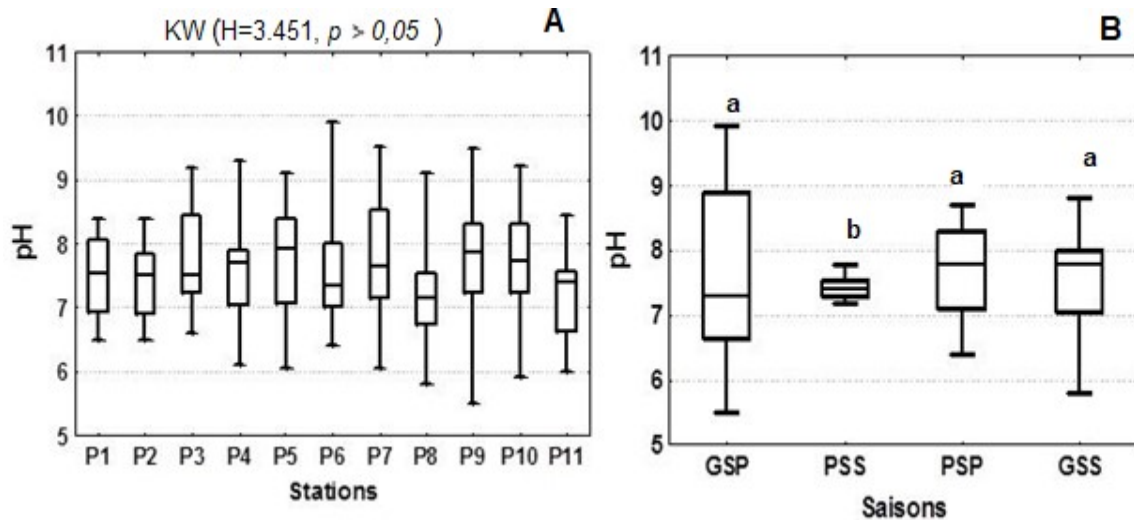 KW (H=3.451, p > 0,05 )
A
11
10
9
8
7
6
5
pH
P1 P2 P3 P4 P5 P6 P7 P8 P9 P10 P11
Stations
B
11
10
9
8
7
6
5
pH
a
b
a
a
GSP PSS PSP GSS
Saisons